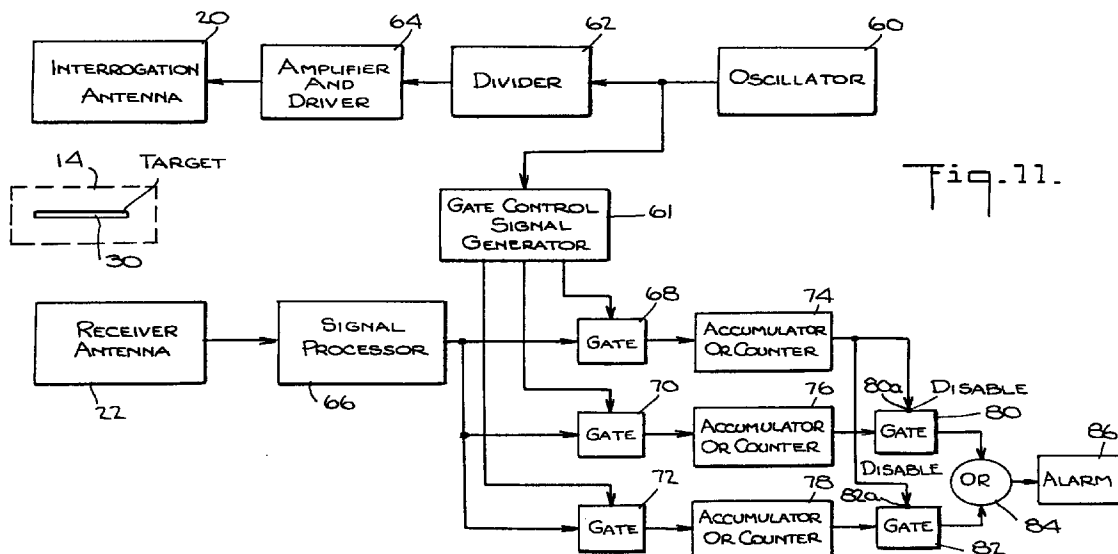 20
64
62
60
INTERROGATION
ANTENNA
AMPLIFIER
AND
DRIVER
DIVIDER
OSCILLATOR
14
TARGET
30
Fig.11.
GATE CONTROL
SIGNAL
GENERATOR
61
RECEIVER
ANTENNA
22
SIGNAL
PROCESSOR
66
68
GATE
74
ACCUMULATOR
OR COUNTER
70
GATE
76
ACCUMULATOR
OR COUNTER
80a
DISABLE
80
GATE
72
GATE
78
ACCUMULATOR
OR COUNTER
DISABLE
82a
GATE
82
OR
84
86
ALARM